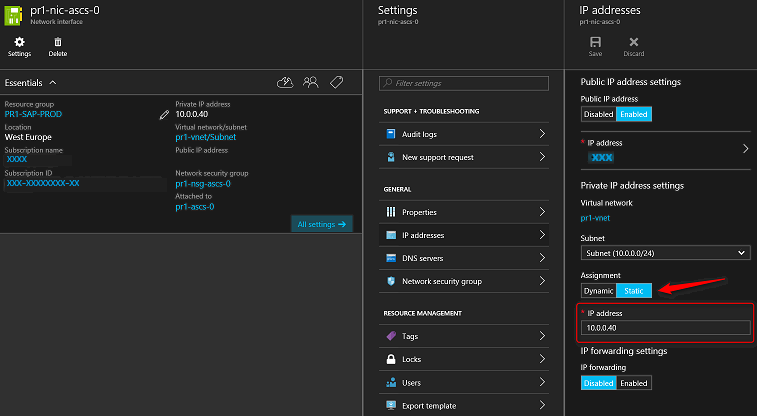 pr1-nic-ascs-0
Network interface
Settings
Delete
Essentials
Resource group
PR1-SAP-PROD
Location
West Europe
Subscription name
XXXX
Subscription ID
XXX-XXXXXXXX-XX
Private IP address
10.0.0.40
Virtual network/subnet
pr1-vnet/Subnet
Public IP address
Network security group
pr1-nsg-ascs-0
Attached to
pr1-ascs-0
All settings
Settings
pr1-nic-ascs-0
Filter settings
SUPPORT + TROUBLESHOOTING
Audit logs
New support request
GENERAL
Properties
IP addresses
DNS servers
Network security group
RESOURCE MANAGEMENT
Tags
Locks
Users
Export template
IP addresses
pr1-nic-ascs-0
Save
Discard
Public IP address settings
Public IP address
Disabled Enabled
* IP address
XXX
Private IP address settings
Virtual network
pr1-vnet
Subnet
Subnet (10.0.0.0/24)
Assignment
Dynamic Static
* IP address
10.0.0.40
IP forwarding settings
IP forwarding
Disabled Enabled